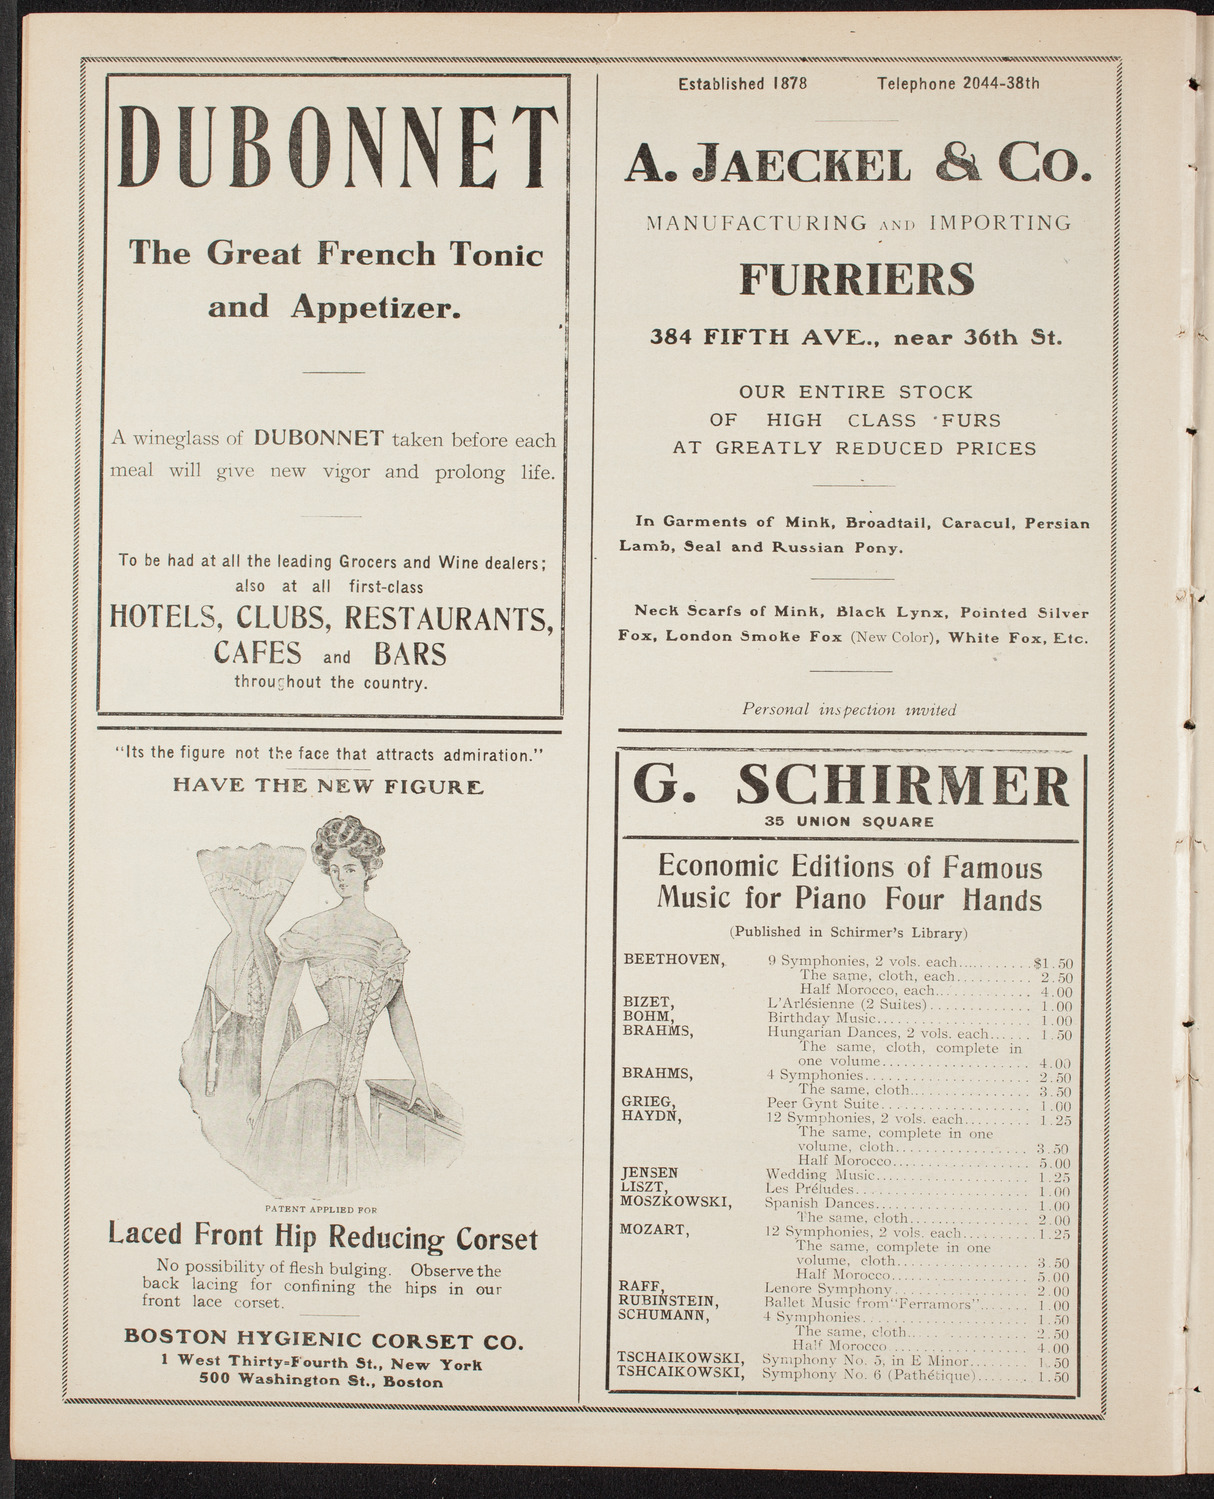 DUBONNET
The Great French Tonic
and Appetizer.
A wineglass of DUBONNET taken before each
meal will give new vigor and prolong life.
To be had at all the leading Grocers and Wine dealers;
also at all first-class
HOTELS, CLUBS, RESTAURANTS,
CAFES and BARS
throughout the country.
"Its the figure not the face that attracts admiration."
HAVE THE NEW FIGURE
PATENT APPLIED FOR
Laced Front Hip Reducing Corset
No possibility of flesh bulging. Observe the
back lacing for confining the hips in our
front lace corset.
BOSTON HYGIENIC CORSET CO.
1 West Thirty=Fourth St., New York
500 Washington St., Boston
Established 1878 Telephone 2044-38th
A. JAECKEL & CO.
MANUFACTURING AND IMPORTING
FURRIERS
384 FIFTH AVE., near 36th St.
OUR ENTIRE STOCK
OF HIGH CLASS FURS
AT GREATLY REDUCED PRICES
In Garments of Mink, Broadtail, Caracul, Persian
Lamb, Seal and Russian Pony.
Neck Scarfs of Mink, Black Lynx, Pointed Silver
Fox, London Smoke Fox (New Color), White Fox, Etc.
Personal inspection invited
G. SCHIRMER
35 UNION SQUARE
Economic Editions of Famous
Music for Piano Four Hands
(Published in Schirmer's Library)
BEETHOVEN, 9 Symphonies, 2 vols. each..........$1.50
The same, cloth, each.......... 2.50
Half Morocco, each............. 4.00
BIZET, L'Arlésienne (2 Suites).............. 1.00
BOHM, Birthday Music..................... 1.00
BRAHMS, Hungarian Dances, 2 vols. each...... 1.50
The same, cloth, complete in
one volume.................... 4.00
BRAHMS, 4 Symphonies....................... 2.50
The same, cloth................ 3.50
GRIEG, Peer Gynt Suite.................... 1.00
HAYDN, 12 Symphonies, 2 vols. each......... 1.25
The same, complete in one
volume, cloth.................. 3.50
Half Morocco................... 5.00
JENSEN Wedding Music..................... 1.25
LISZT, Les Préludes........................ 1.00
MOSZKOWSKI, Spanish Dances..................... 1.00
The same, cloth................ 2.00
MOZART, 12 Symphonies, 2 vols. each.......... 1.25
The same, complete in one
volume, cloth.................. 3.50
Half Morocco................... 5.00
RAFF, Lenore Symphony.................. 2.00
RUBINSTEIN, Ballet Music from "Ferramors"....... 1.00
SCHUMANN, 4 Symphonies....................... 1.50
The same, cloth................ 2.50
Half Morocco................... 4.00
TSCHAIKOWSKI, Symphony No. 5, in E Minor........ 1.50
TSHCAIKOWSKI, Symphony No. 6 (Pathétique)....... 1.50